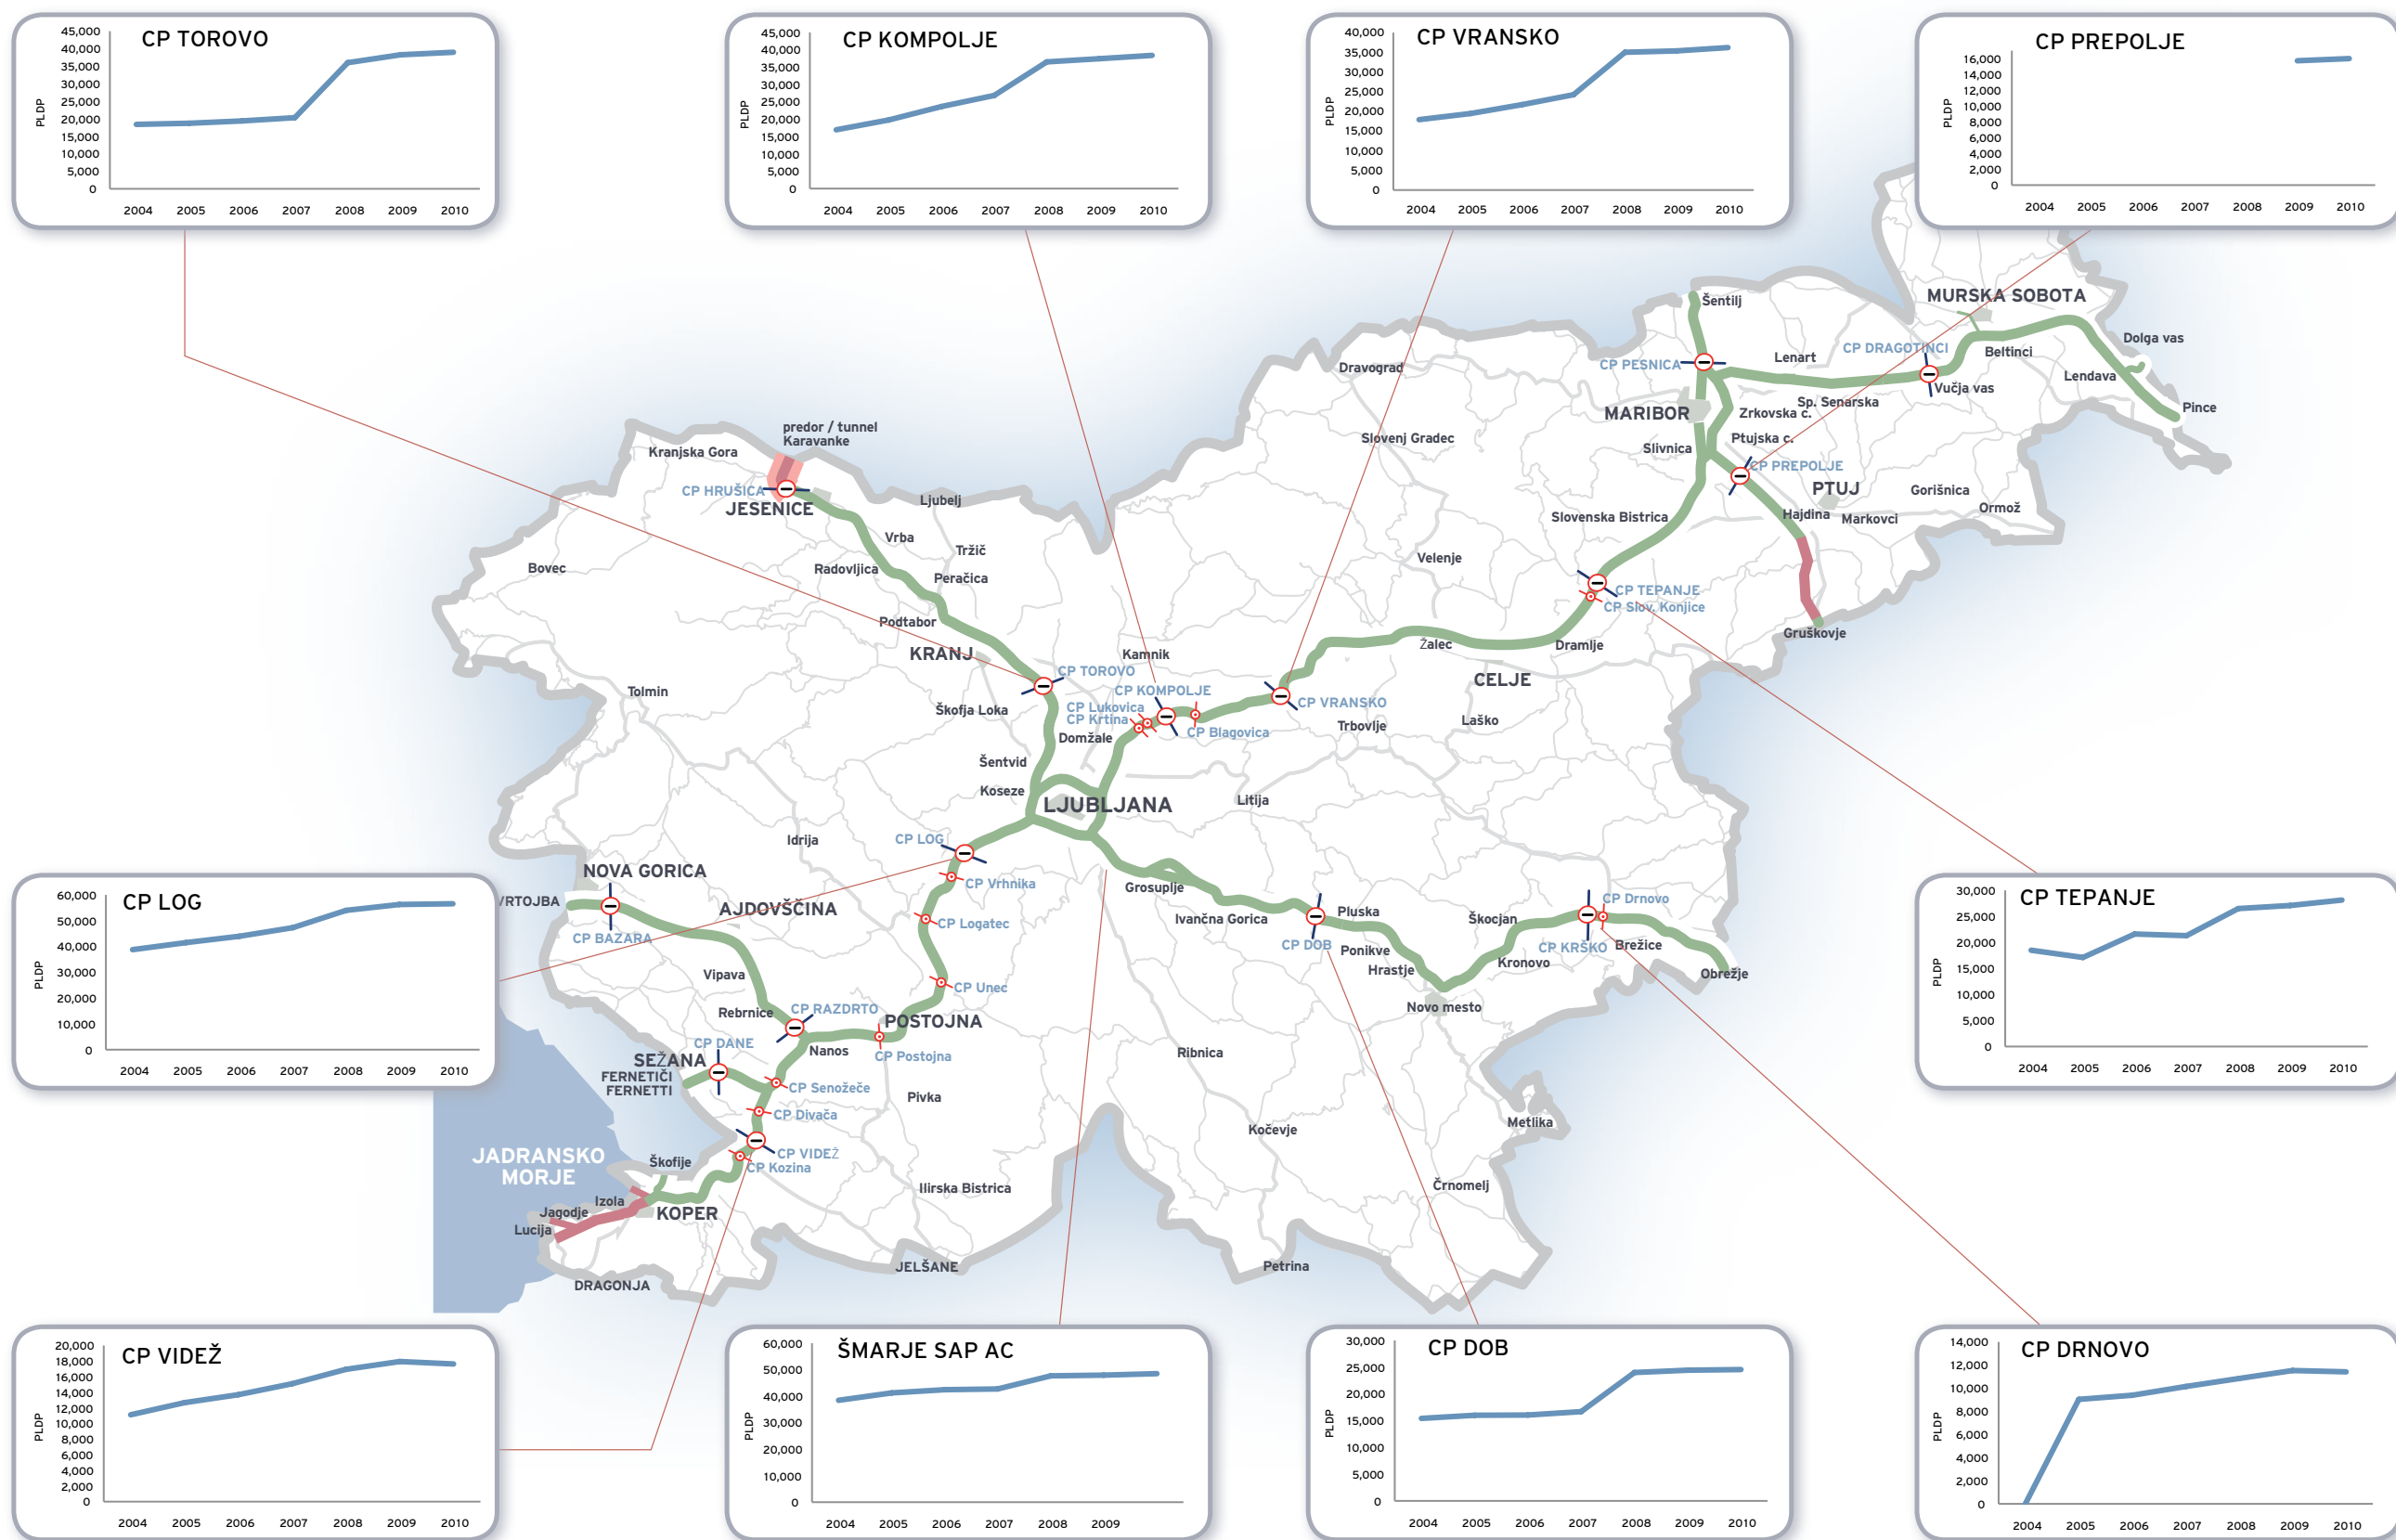 CP TOROVO
45,000
40,000
35,000
30,000
25,000
20,000
15,000
10,000
5,000
0
PLDP
2004 2005 2006 2007 2008 2009 2010
CP KOMPOLJE
45,000
40,000
35,000
30,000
25,000
20,000
15,000
10,000
5,000
0
PLDP
2004 2005 2006 2007 2008 2009 2010
CP VRANSKO
40,000
35,000
30,000
25,000
20,000
15,000
10,000
5,000
0
PLDP
2004 2005 2006 2007 2008 2009 2010
CP PREPOLJE
16,000
14,000
12,000
10,000
8,000
6,000
4,000
2,000
0
PLDP
2004 2005 2006 2007 2008 2009 2010
MURSKA SOBOTA
Šentilj
Dolga vas
CP DRAGOTINCI
Beltinci
Lenart
CP PESNICA
Dravograd
Lendava
Vučja vas
Sp. Senarska
Pince
MARIBOR
Zrkovska c.
predor / tunnel
Karavanke
Slovenj Gradec
Ptujska c.
Slivnica
Kranjska Gora
CP PREPOLJE
CP HRUŠICA
PTUJ
Gorišnica
Ljubelj
JESENICE
Ormož
Hajdina
Markovci
Slovenska Bistrica
Vrba
Tržič
Velenje
Bovec
Radovljica
Peračica
CP TEPANJE
CP Slov. Konjice
Podtabor
Gruškovje
Žalec
Dramlje
KRANJ
Kamnik
CP TOROVO
CELJE
Tolmin
CP KOMPOLJE
CP VRANSKO
CP Lukovica
Škofja Loka
CP Krtina
Laško
Trbovlje
CP Blagovica
Domžale
Šentvid
Koseze
LJUBLJANA
Litija
CP LOG
Idrija
NOVA GORICA
CP Vrhnika
Grosuplje
VRTOJBA
CP Drnovo
AJDOVŠČINA
Pluska
Škocjan
Ivančna Gorica
CP Logatec
CP BAZARA
CP DOB
CP KRŠKO
Brežice
Ponikve
Kronovo
Hrastje
Obrežje
Vipava
CP Unec
Novo mesto
CP RAZDRTO
Rebrnice
POSTOJNA
CP DANE
Nanos
CP Postojna
Ribnica
SEŽANA
FERNETIČI
FERNETTI
CP Senožeče
Pivka
CP Divača
Metlika
Kočevje
CP VIDEŽ
JADRANSKO
MORJE
Škofije
CP Kozina
Črnomelj
Ilirska Bistrica
Izola
Jagodje
KOPER
Lucija
JELŠANE
Petrina
DRAGONJA
CP LOG
60,000
50,000
40,000
30,000
20,000
10,000
0
PLDP
2004 2005 2006 2007 2008 2009 2010
CP TEPANJE
30,000
25,000
20,000
15,000
10,000
5,000
0
PLDP
2004 2005 2006 2007 2008 2009 2010
CP VIDEŽ
20,000
18,000
16,000
14,000
12,000
10,000
8,000
6,000
4,000
2,000
0
PLDP
2004 2005 2006 2007 2008 2009 2010
ŠMARJE SAP AC
60,000
50,000
40,000
30,000
20,000
10,000
0
PLDP
2004 2005 2006 2007 2008 2009
CP DOB
30,000
25,000
20,000
15,000
10,000
5,000
0
PLDP
2004 2005 2006 2007 2008 2009 2010
CP DRNOVO
14,000
12,000
10,000
8,000
6,000
4,000
2,000
0
PLDP
2004 2005 2006 2007 2008 2009 2010